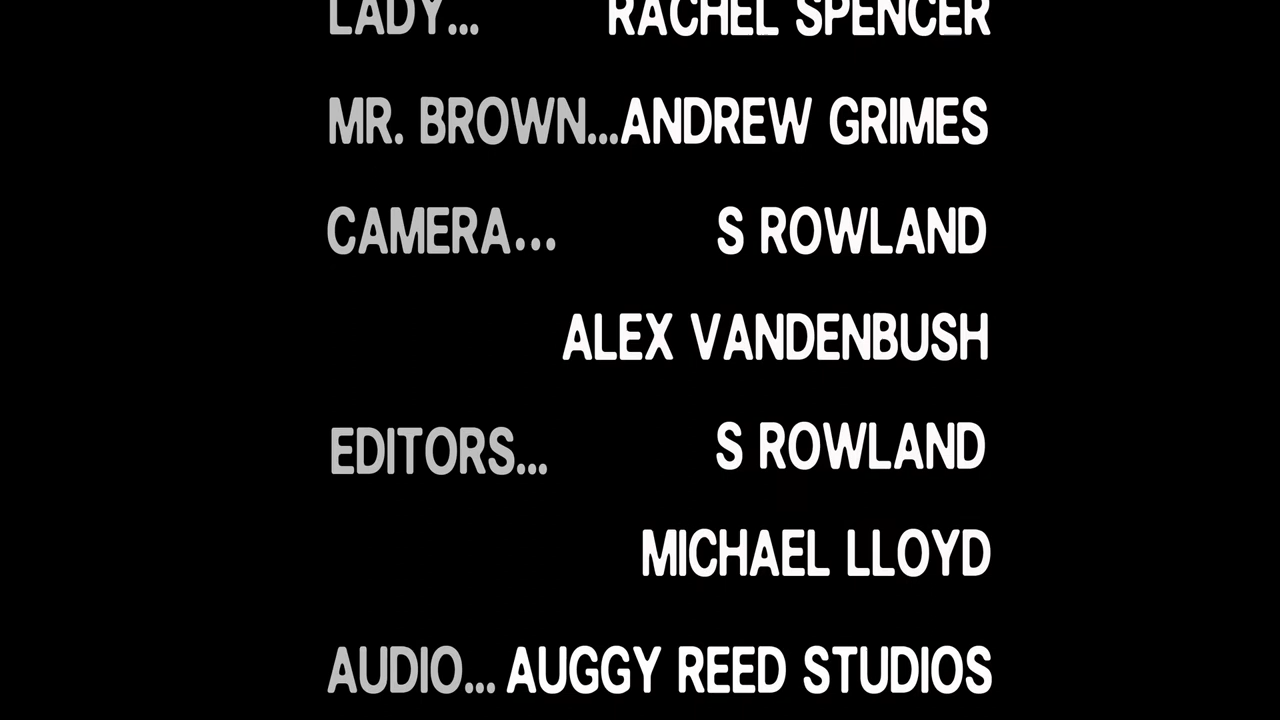 LADY... RACHEL SPENCER
MR. BROWN...ANDREW GRIMES
CAMERA... S ROWLAND
ALEX VANDENBUSH
EDITORS... S ROWLAND
MICHAEL LLOYD
AUDIO... AUGGY REED STUDIOS